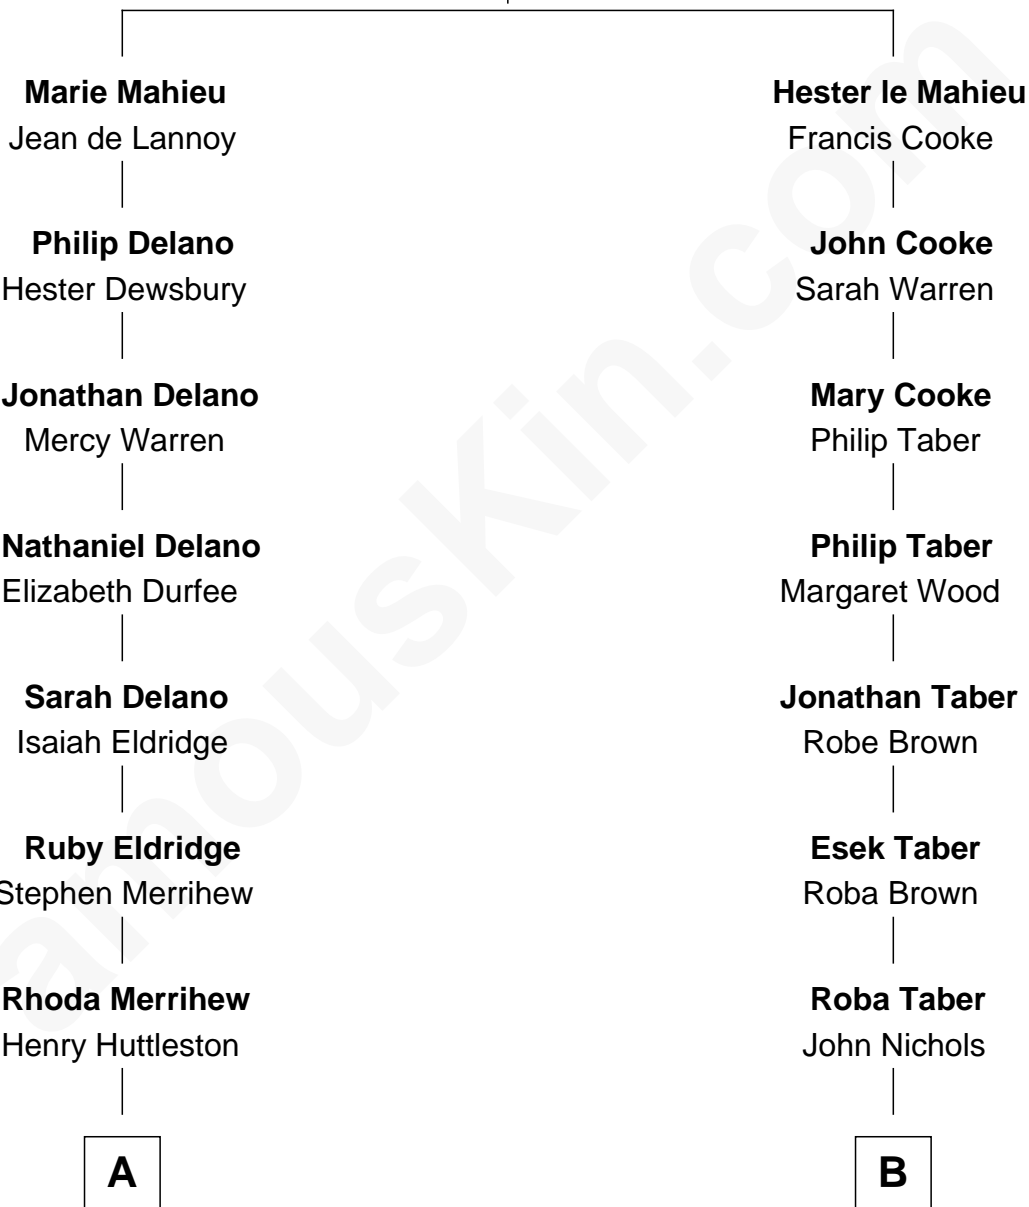 Marie Mahieu
Jean de Lannoy
Philip Delano
Hester Dewsbury
Jonathan Delano
Mercy Warren
Nathaniel Delano
Elizabeth Durfee
Sarah Delano
Isaiah Eldridge
Ruby Eldridge
Stephen Merrihew
Rhoda Merrihew
Henry Huttleston
A
Hester le Mahieu
Francis Cooke
John Cooke
Sarah Warren
Mary Cooke
Philip Taber
Philip Taber
Margaret Wood
Jonathan Taber
Robe Brown
Esek Taber
Roba Brown
Roba Taber
John Nichols
B
amouskin.com